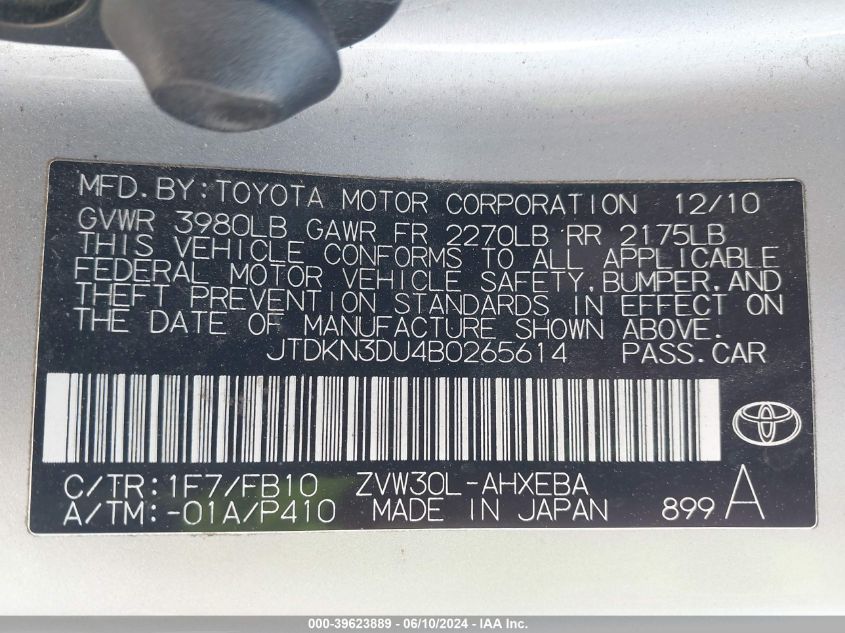 MFD. BY: TOYOTA MOTOR CORPORATION 12/10
GVWR 3980LB GAWR FR 2270LB RR 2175LB
THIS VEHICLE CONFORMS TO ALL APPLICABLE
FEDERAL MOTOR VEHICLE SAFETY, BUMPER, AND
THEFT PREVENTION STANDARDS IN EFFECT ON
THE DATE OF MANUFACTURE SHOWN ABOVE.
JTDKN3DU4B0265614 PASS. CAR
C/TR: 1F7/FB10 ZVW30L-AHXEBA
A/TM: -01A/P410 MADE IN JAPAN 899 A
000-39623889 - 06/10/2024 - IAA Inc.